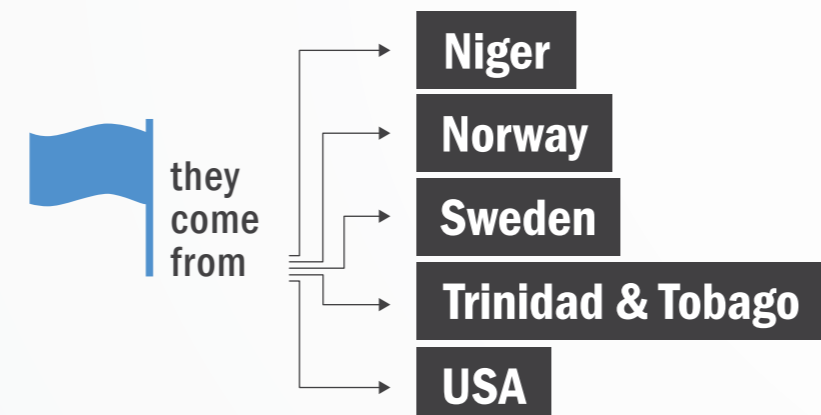 they
come
from
Niger
Norway
Sweden
Trinidad & Tobago
USA